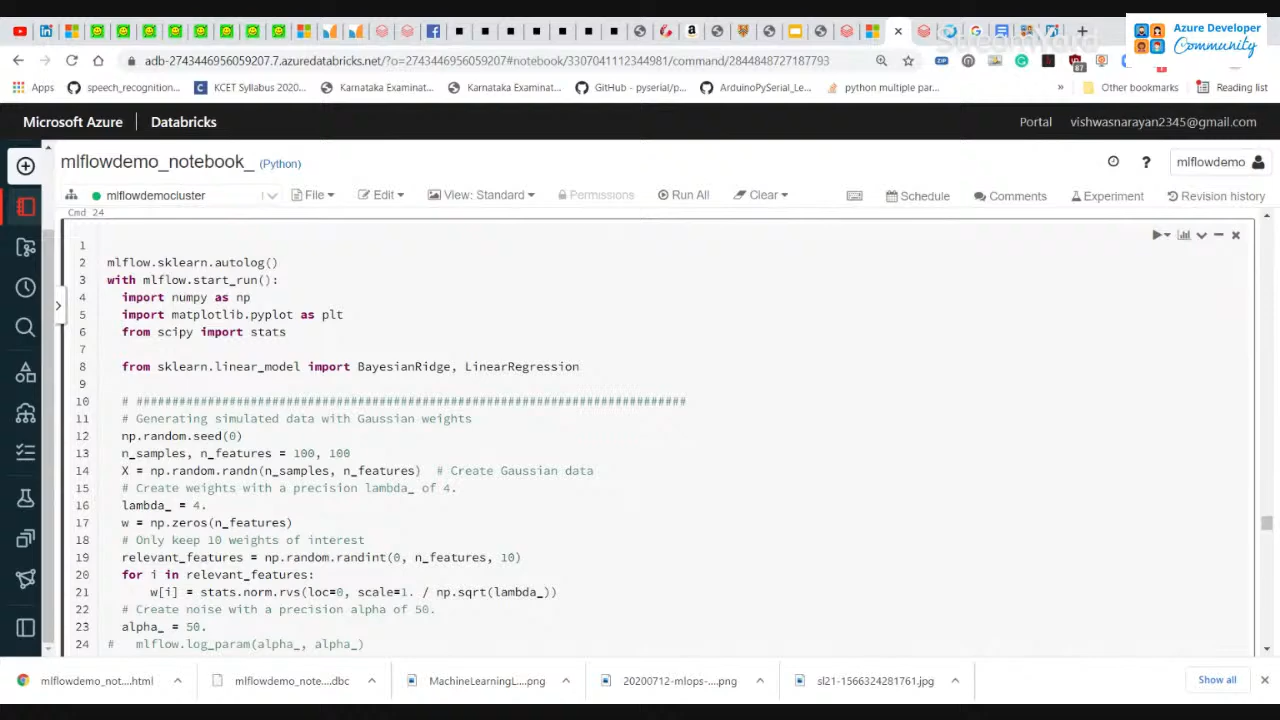 Azure Developer
Community
StreamYard
adb-2743446956059207.7.azuredatabricks.net/?o=2743446956059207#notebook/3307041112344981/command/2844848727187793
ZIP
87
Apps
speech_recognition...
KCET Syllabus 2020...
Karnataka Examinat...
Karnataka Examinat...
GitHub - pyserial/p...
ArduinoPySerial_Le...
python multiple par...
»
Other bookmarks
Reading list
Microsoft Azure
Databricks
Portal
vishwasnarayan2345@gmail.com
mlflowdemo_notebook_ (Python)
mlflowdemo
mlflowdemocluster
File
Edit
View: Standard
Permissions
Run All
Clear
Schedule
Comments
Experiment
Revision history
Cmd 24
1
2 mlflow.sklearn.autolog()
3 with mlflow.start_run():
4 import numpy as np
5 import matplotlib.pyplot as plt
6 from scipy import stats
7
8 from sklearn.linear_model import BayesianRidge, LinearRegression
9
10 # #############################################################################
11 # Generating simulated data with Gaussian weights
12 np.random.seed(0)
13 n_samples, n_features = 100, 100
14 X = np.random.randn(n_samples, n_features) # Create Gaussian data
15 # Create weights with a precision lambda_ of 4.
16 lambda_ = 4.
17 w = np.zeros(n_features)
18 # Only keep 10 weights of interest
19 relevant_features = np.random.randint(0, n_features, 10)
20 for i in relevant_features:
21 w[i] = stats.norm.rvs(loc=0, scale=1. / np.sqrt(lambda_))
22 # Create noise with a precision alpha of 50.
23 alpha_ = 50.
24 # mlflow.log_param(alpha_, alpha_)
mlflowdemo_not....html
mlflowdemo_note....dbc
MachineLearningL....png
20200712-mlops-....png
sl21-1566324281761.jpg
Show all